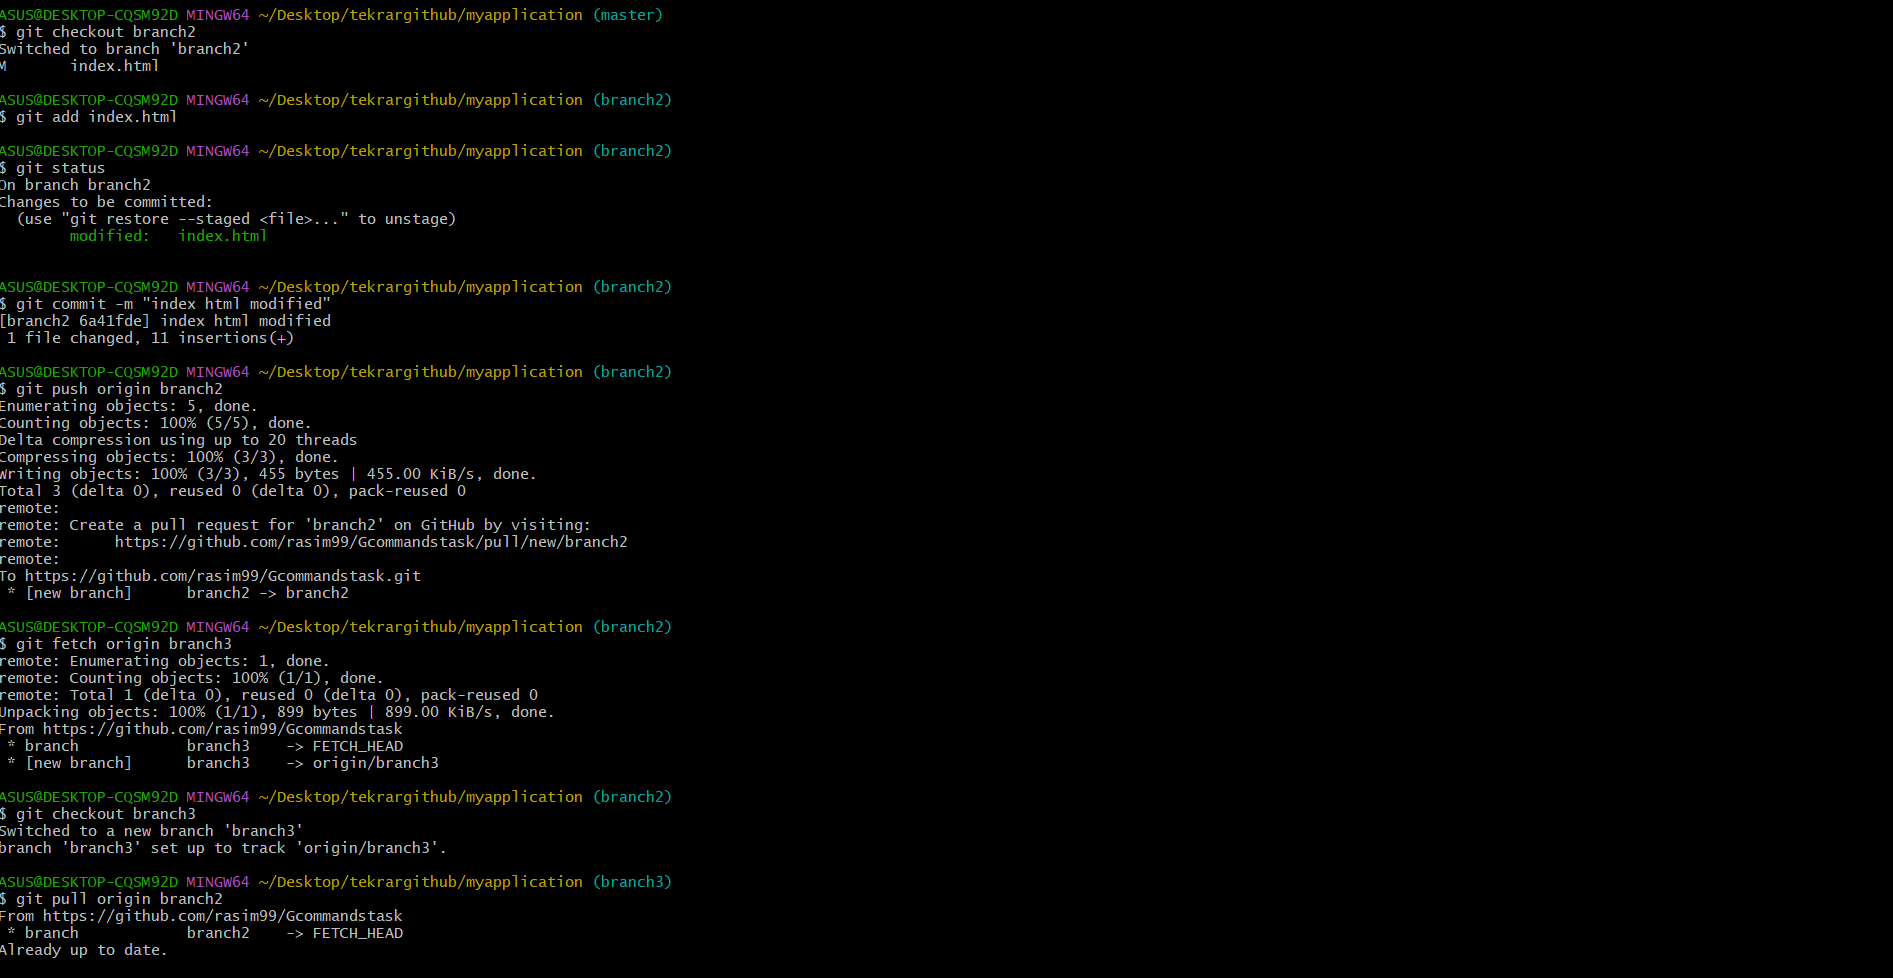 ASUS@DESKTOP-CQSM92D MINGW64 ~/Desktop/tekrargithub/myapplication (master)
$ git checkout branch2
Switched to branch 'branch2'
M       index.html

ASUS@DESKTOP-CQSM92D MINGW64 ~/Desktop/tekrargithub/myapplication (branch2)
$ git add index.html

ASUS@DESKTOP-CQSM92D MINGW64 ~/Desktop/tekrargithub/myapplication (branch2)
$ git status
On branch branch2
Changes to be committed:
  (use "git restore --staged <file>..." to unstage)
        modified:   index.html

ASUS@DESKTOP-CQSM92D MINGW64 ~/Desktop/tekrargithub/myapplication (branch2)
$ git commit -m "index html modified"
[branch2 6a41fde] index html modified
 1 file changed, 11 insertions(+)

ASUS@DESKTOP-CQSM92D MINGW64 ~/Desktop/tekrargithub/myapplication (branch2)
$ git push origin branch2
Enumerating objects: 5, done.
Counting objects: 100% (5/5), done.
Delta compression using up to 20 threads
Compressing objects: 100% (3/3), done.
Writing objects: 100% (3/3), 455 bytes | 455.00 KiB/s, done.
Total 3 (delta 0), reused 0 (delta 0), pack-reused 0
remote:
remote: Create a pull request for 'branch2' on GitHub by visiting:
remote:      https://github.com/rasim99/Gcommandstask/pull/new/branch2
remote:
To https://github.com/rasim99/Gcommandstask.git
 * [new branch]      branch2 -> branch2

ASUS@DESKTOP-CQSM92D MINGW64 ~/Desktop/tekrargithub/myapplication (branch2)
$ git fetch origin branch3
remote: Enumerating objects: 1, done.
remote: Counting objects: 100% (1/1), done.
remote: Total 1 (delta 0), reused 0 (delta 0), pack-reused 0
Unpacking objects: 100% (1/1), 899 bytes | 899.00 KiB/s, done.
From https://github.com/rasim99/Gcommandstask
 * branch            branch3    -> FETCH_HEAD
 * [new branch]      branch3    -> origin/branch3

ASUS@DESKTOP-CQSM92D MINGW64 ~/Desktop/tekrargithub/myapplication (branch2)
$ git checkout branch3
Switched to a new branch 'branch3'
branch 'branch3' set up to track 'origin/branch3'.

ASUS@DESKTOP-CQSM92D MINGW64 ~/Desktop/tekrargithub/myapplication (branch3)
$ git pull origin branch2
From https://github.com/rasim99/Gcommandstask
 * branch            branch2    -> FETCH_HEAD
Already up to date.